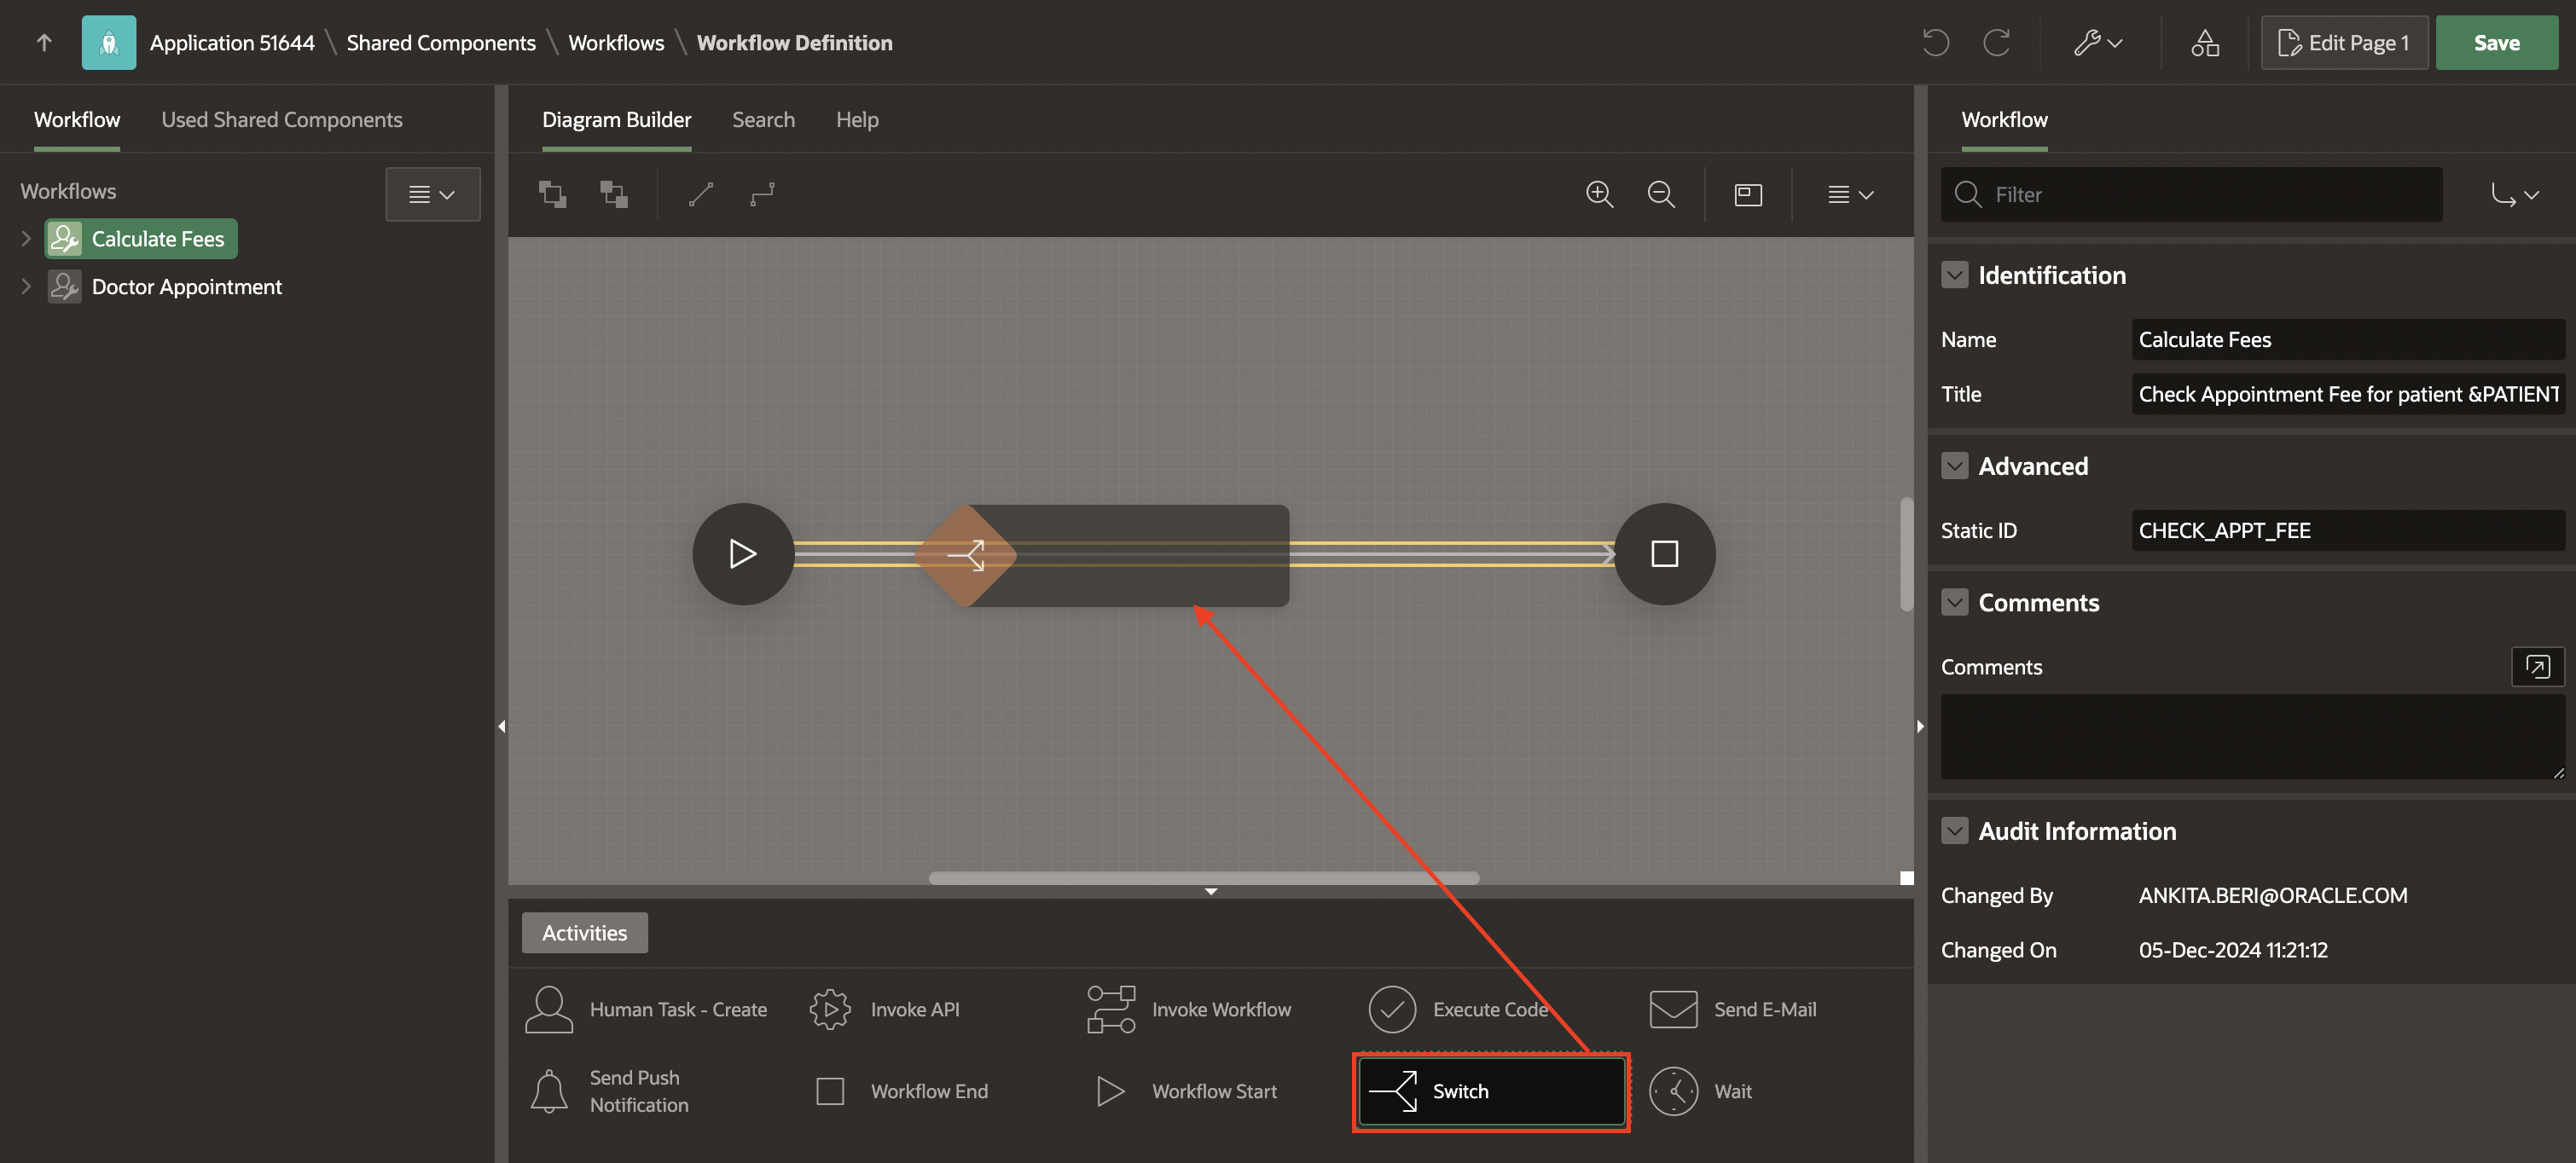 Application 51644 \ Shared Components \ Workflows \ Workflow Definition
Edit Page 1
Save
Workflow
Used Shared Components
Workflows
Calculate Fees
Doctor Appointment
Diagram Builder
Search
Help
Activities
Human Task - Create
Invoke API
Invoke Workflow
Execute Code
Send E-Mail
Send Push
Notification
Workflow End
Workflow Start
Switch
Wait
Workflow
Filter
Identification
Name
Calculate Fees
Title
Check Appointment Fee for patient &PATIENT
Advanced
Static ID
CHECK_APPT_FEE
Comments
Comments
Audit Information
Changed By
ANKITA.BERI@ORACLE.COM
Changed On
05-Dec-2024 11:21:12